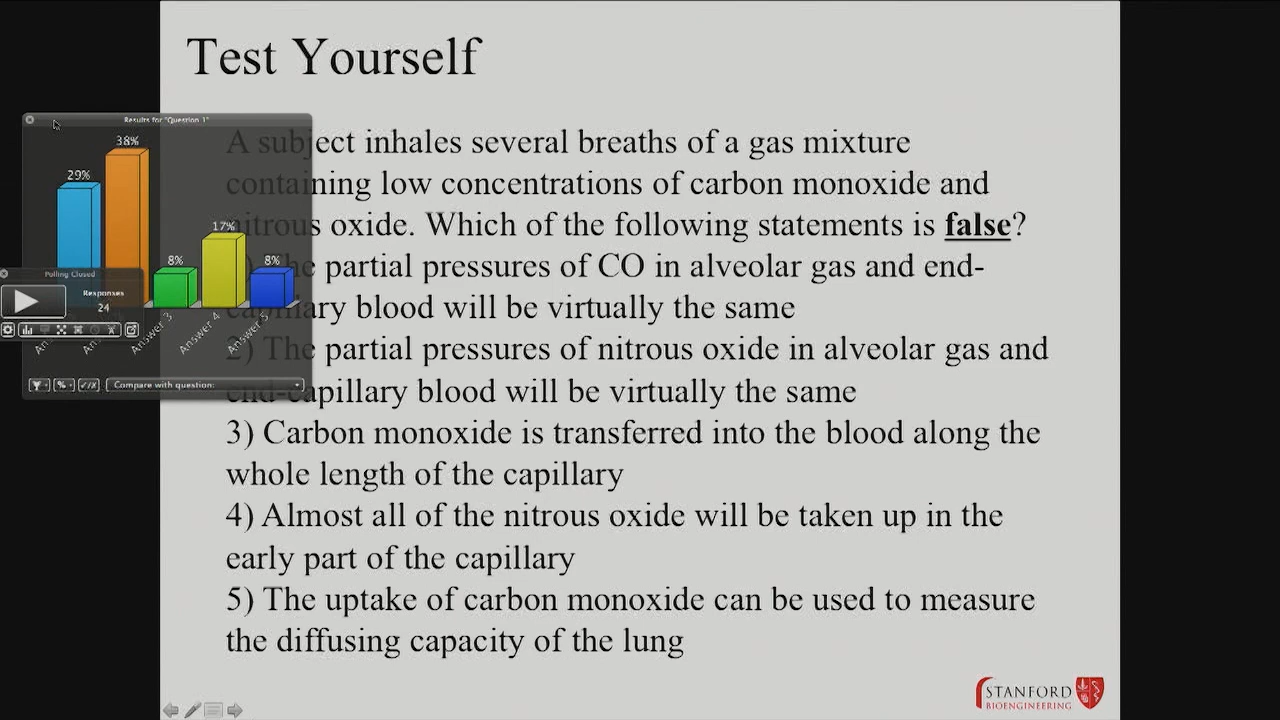 Test Yourself
A subject inhales several breaths of a gas mixture
containing low concentrations of carbon monoxide and
nitrous oxide. Which of the following statements is false?
The partial pressures of CO in alveolar gas and end-
capillary blood will be virtually the same
2) The partial pressures of nitrous oxide in alveolar gas and
end-capillary blood will be virtually the same
3) Carbon monoxide is transferred into the blood along the
whole length of the capillary
4) Almost all of the nitrous oxide will be taken up in the
early part of the capillary
5) The uptake of carbon monoxide can be used to measure
the diffusing capacity of the lung
Results for "Question 1"
38%
29%
17%
8%
8%
Polling Closed
Responses
24
Answer 3
Answer 4
Answer 5
Compare with question:
STANFORD
BIOENGINEERING